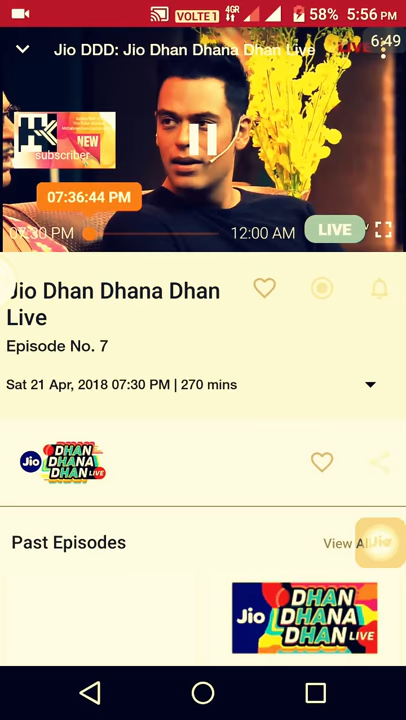 VOLTE 1 4GR 58% 5:56 PM
Jio DDD: Jio Dhan Dhana Dhan Live
6:49
HK
NEW
subscriber
07:36:44 PM
07:30 PM 12:00 AM LIVE
Jio Dhan Dhana Dhan
Live
Episode No. 7
Sat 21 Apr, 2018 07:30 PM | 270 mins
Jio DHAN
DHANA
DHAN LIVE
Past Episodes View All
Jio
Jio DHAN
DHANA
DHAN LIVE